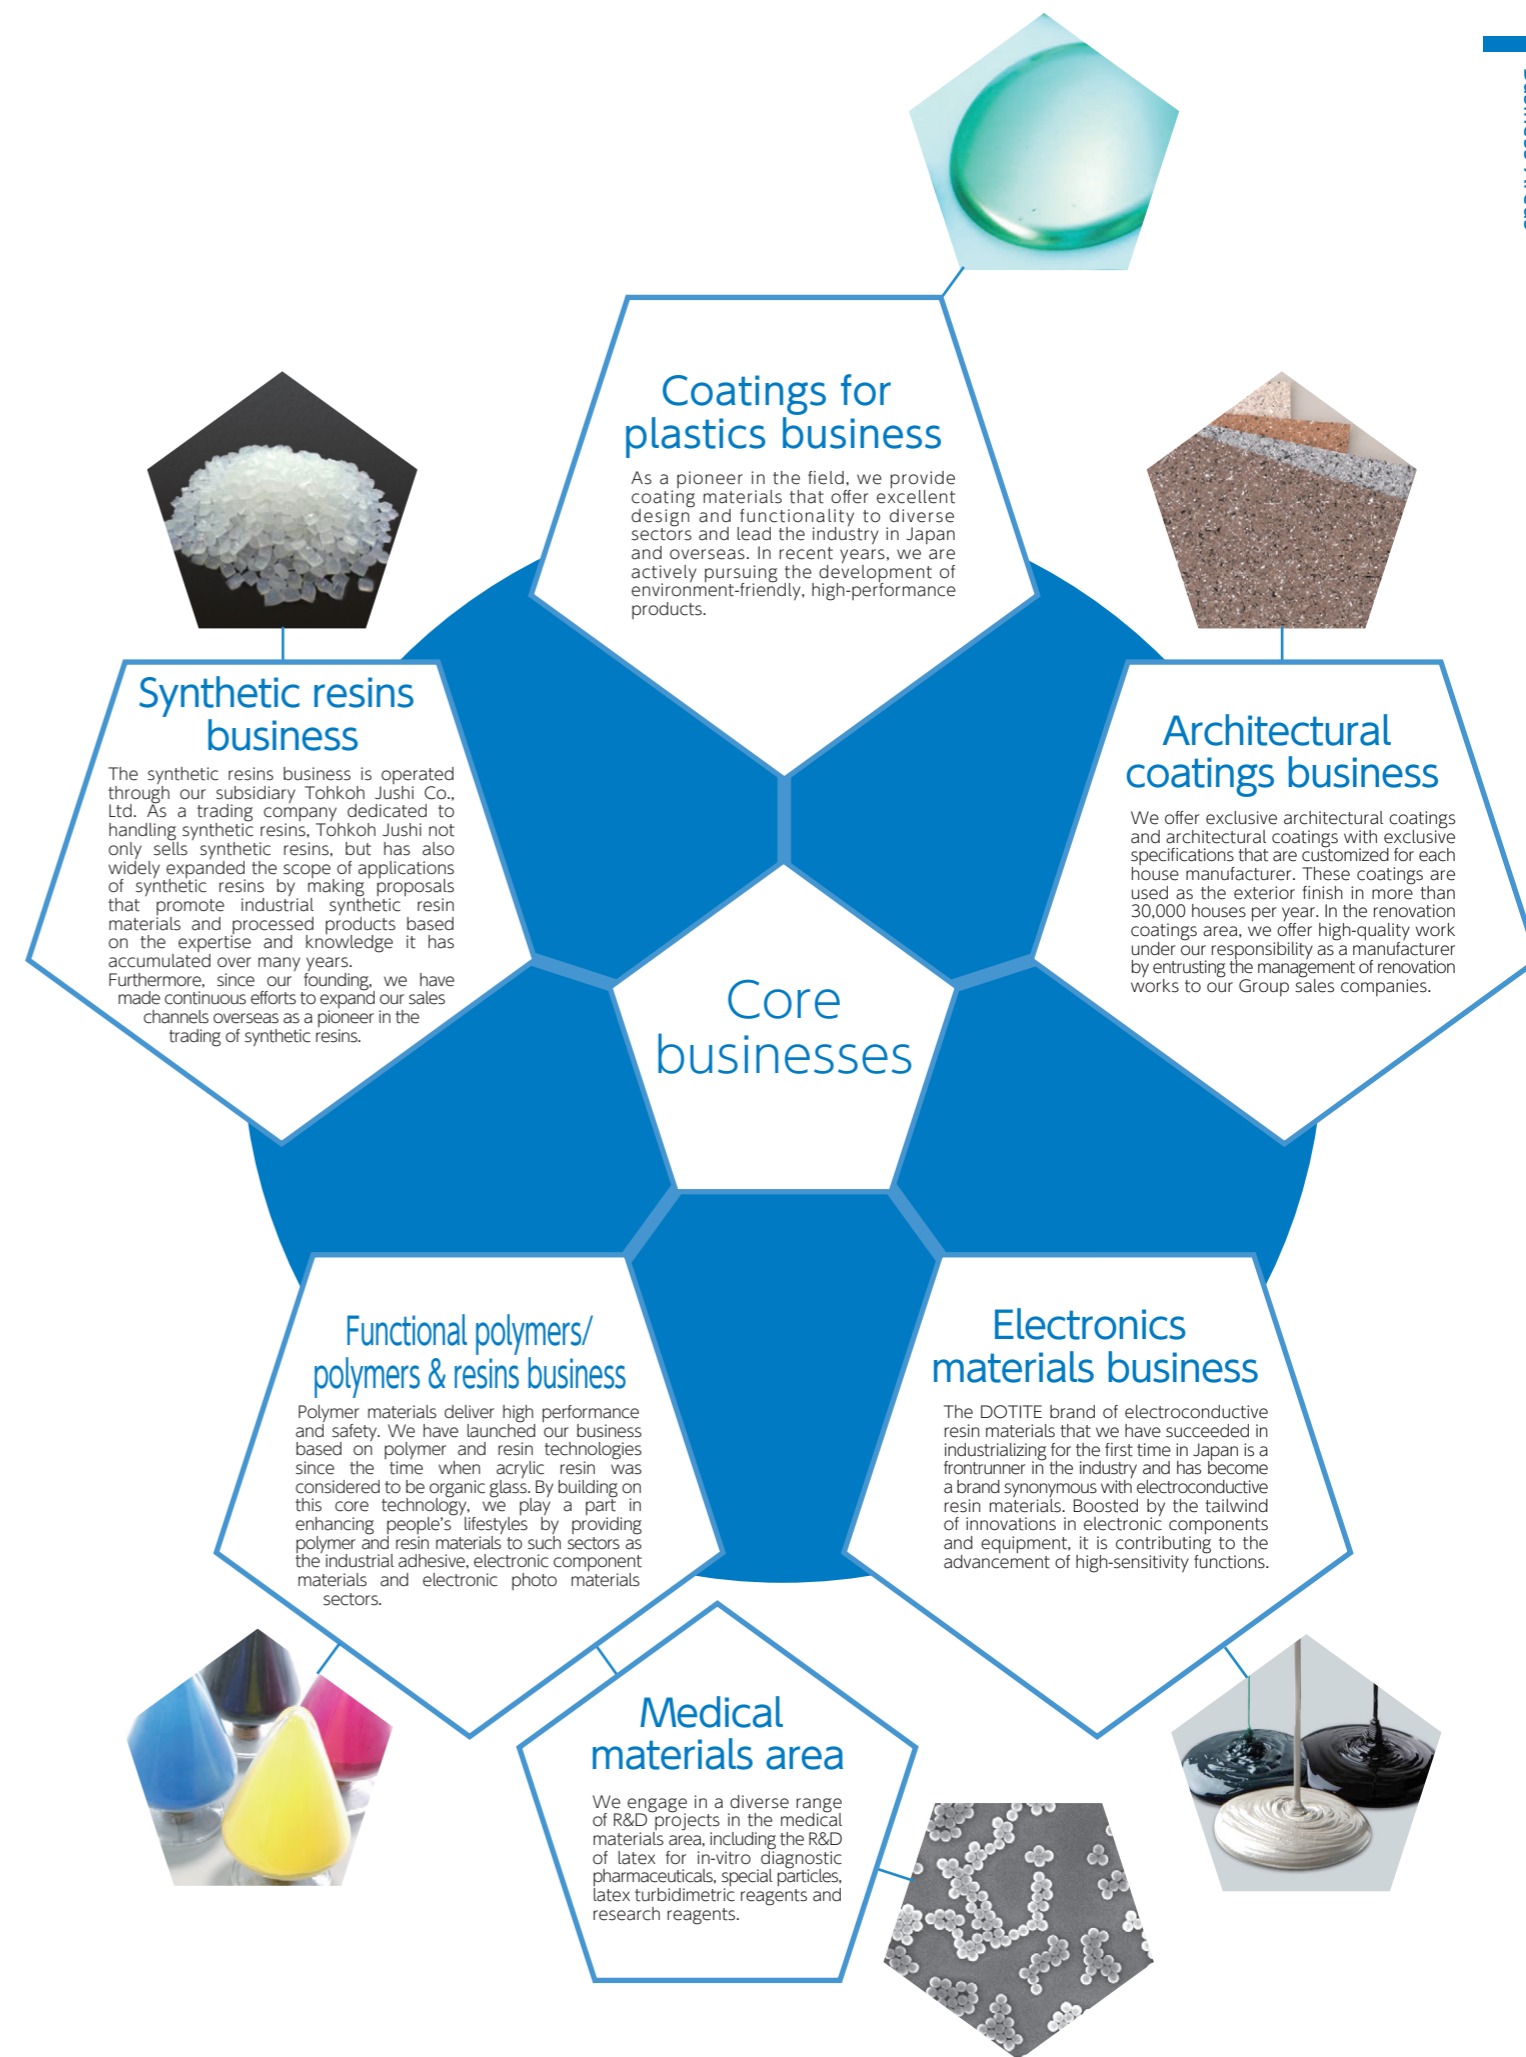 Coatings for
plastics business
As a pioneer in the field, we provide
coating materials that offer excellent
design and functionality to diverse
sectors and lead the industry in Japan
and overseas. In recent years, we are
actively pursuing the development of
environment-friendly, high-performance
products.
Synthetic resins
business
The synthetic resins business is operated
through our subsidiary Tohkoh Jushi Co.,
Ltd. As a trading company dedicated to
handling synthetic resins, Tohkoh Jushi not
only sells synthetic resins, but has also
widely expanded the scope of applications
of synthetic resins by making proposals
that promote industrial synthetic resin
materials and processed products based
on the expertise and knowledge it has
accumulated over many years.
Furthermore, since our founding, we have
made continuous efforts to expand our sales
channels overseas as a pioneer in the
trading of synthetic resins.
Architectural
coatings business
We offer exclusive architectural coatings
and architectural coatings with exclusive
specifications that are customized for each
house manufacturer. These coatings are
used as the exterior finish in more than
30,000 houses per year. In the renovation
coatings area, we offer high-quality work
under our responsibility as a manufacturer
by entrusting the management of renovation
works to our Group sales companies.
Core
businesses
Functional polymers/
polymers & resins business
Polymer materials deliver high performance
and safety. We have launched our business
based on polymer and resin technologies
since the time when acrylic resin was
considered to be organic glass. By building on
this core technology, we play a part in
enhancing people's lifestyles by providing
polymer and resin materials to such sectors as
the industrial adhesive, electronic component
materials and electronic photo materials
sectors.
Electronics
materials business
The DOTITE brand of electroconductive
resin materials that we have succeeded in
industrializing for the first time in Japan is a
frontrunner in the industry and has become
a brand synonymous with electroconductive
resin materials. Boosted by the tailwind
of innovations in electronic components
and equipment, it is contributing to the
advancement of high-sensitivity functions.
Medical
materials area
We engage in a diverse range
of R&D projects in the medical
materials area, including the R&D
of latex for in-vitro diagnostic
pharmaceuticals, special particles,
latex turbidimetric reagents and
research reagents.